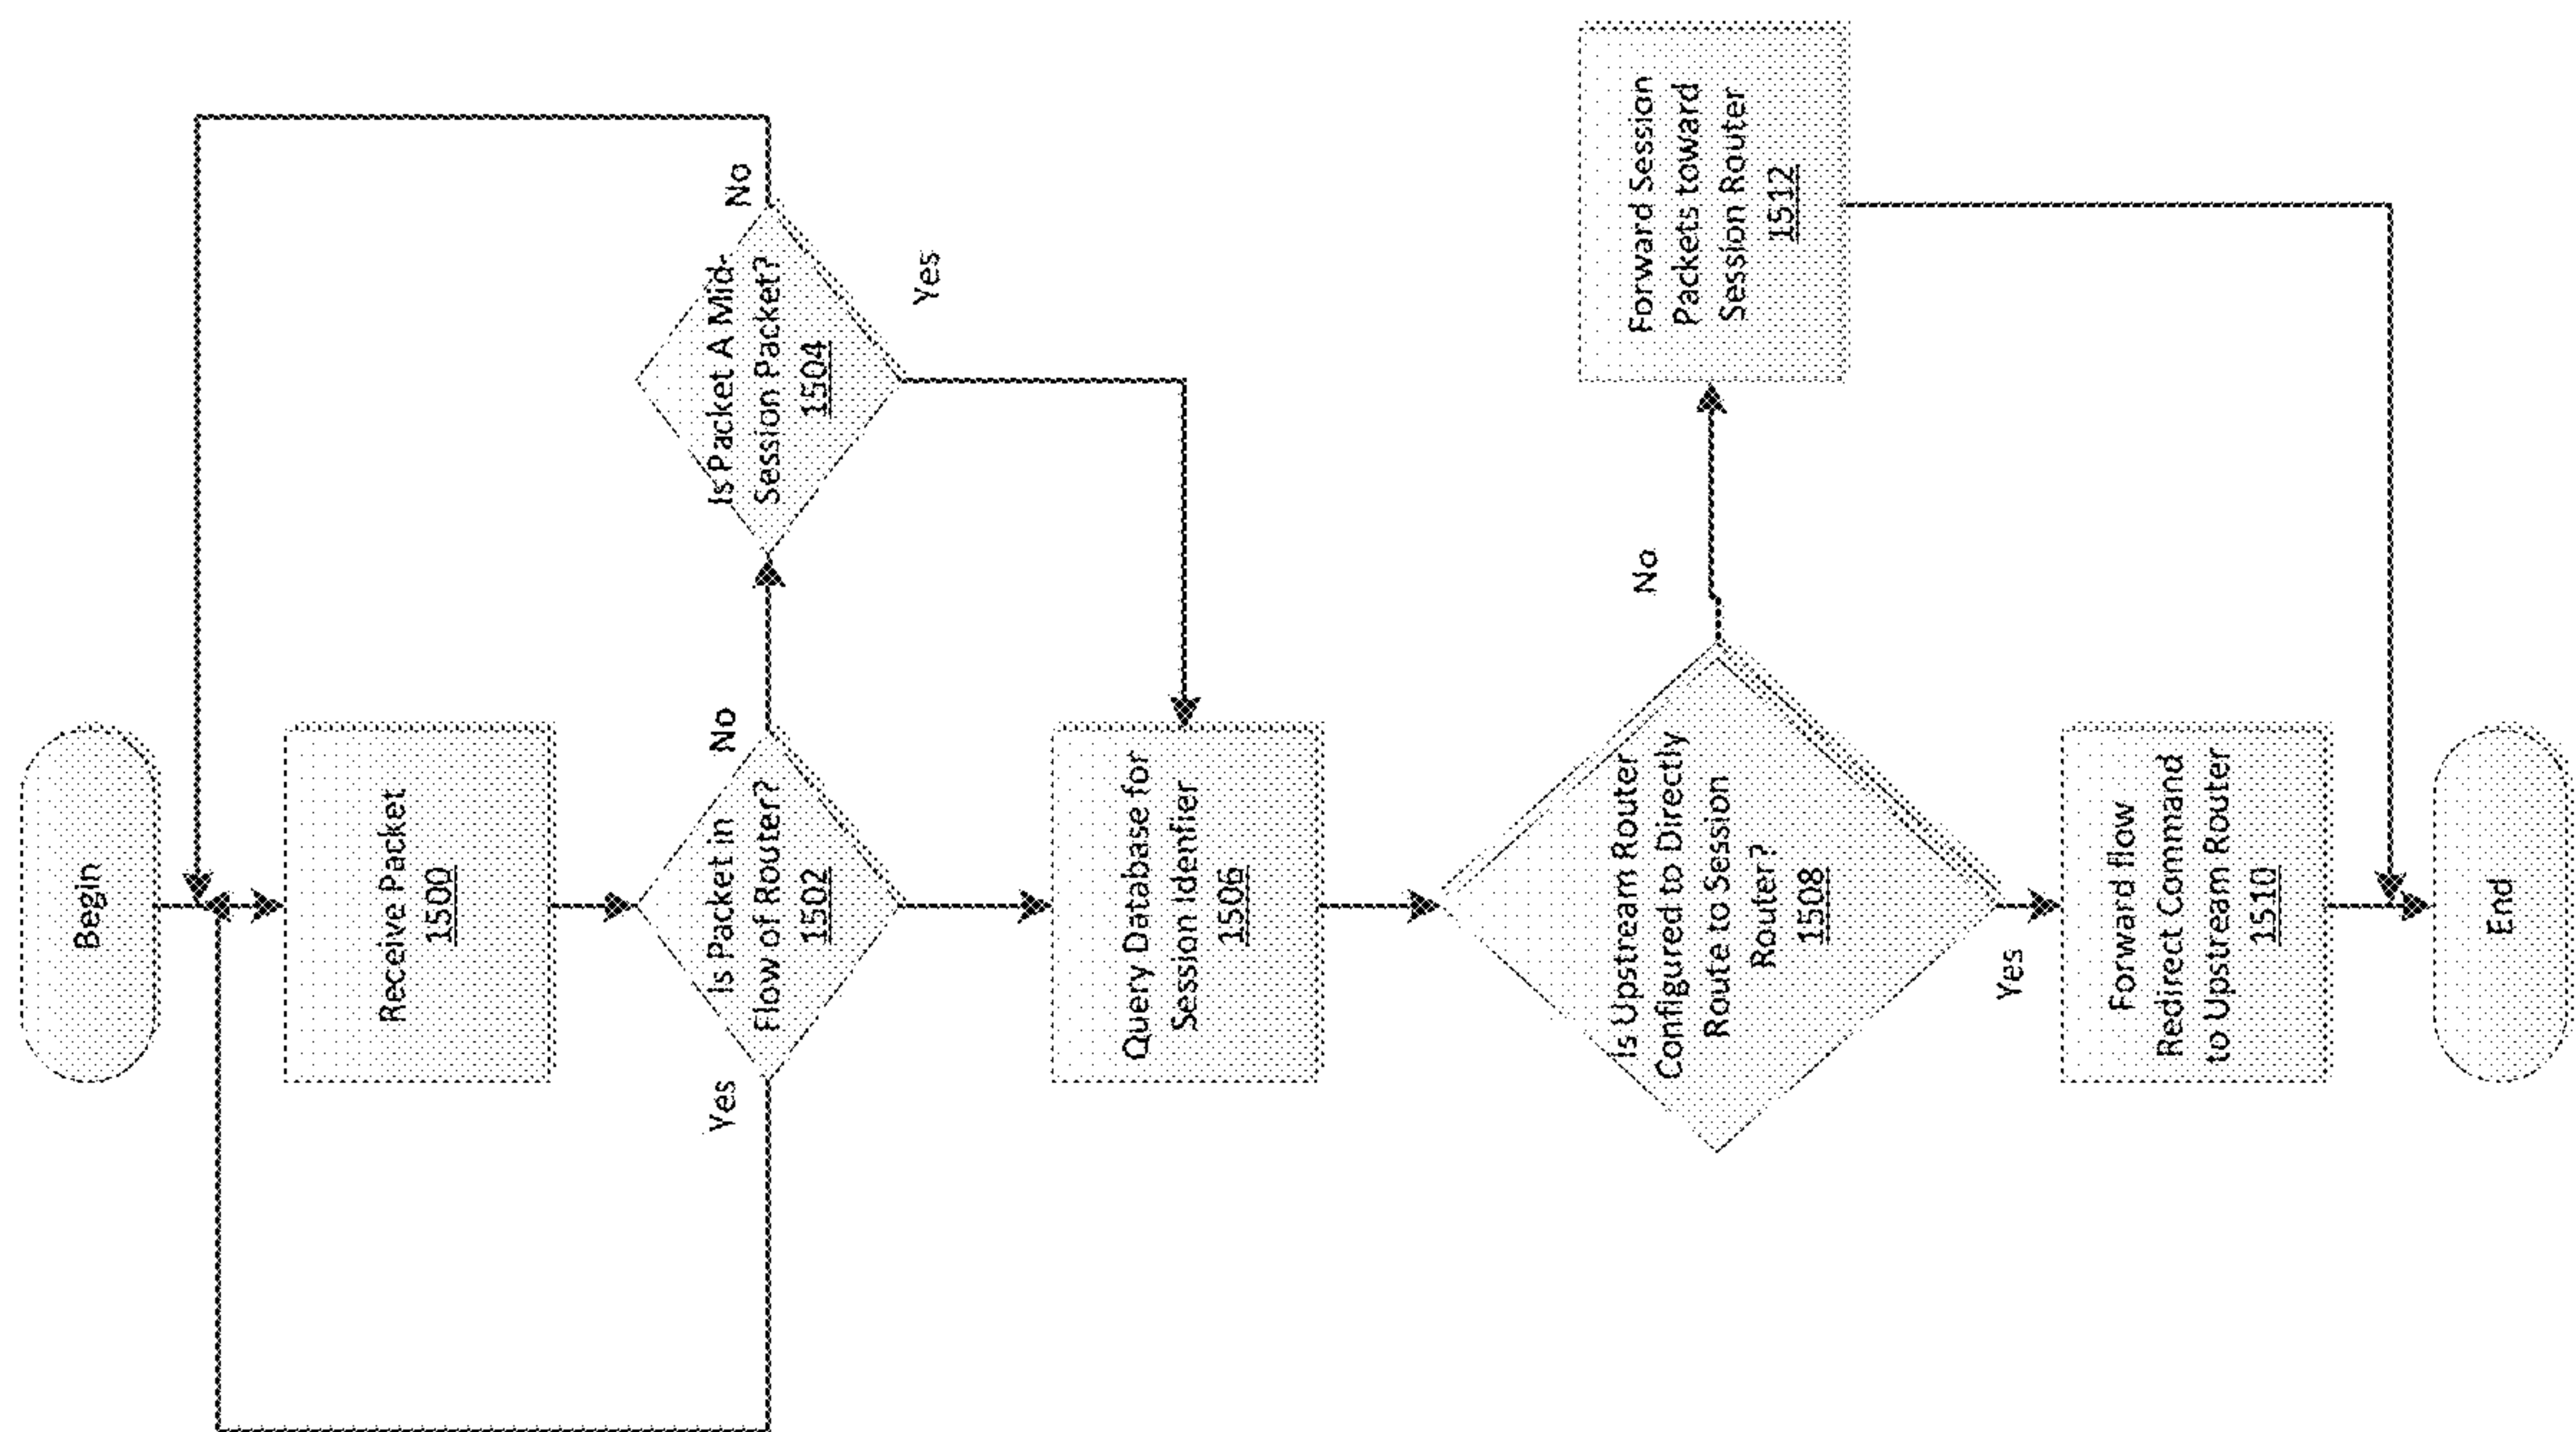 Begin
Receive Packet
1500
Yes
Is Packet in
Flow of Router?
1502
No
Is Packet A Mid-
Session Packet?
1504
No
Yes
Query Database for
Session Idenfier
1506
Is Upstream Router
Configured to Directly
Route to Session
Router?
1508
No
Forward Session
Packets toward
Session Router
1512
Yes
Forward flow
Redirect Command
to Upstream Router
1510
End